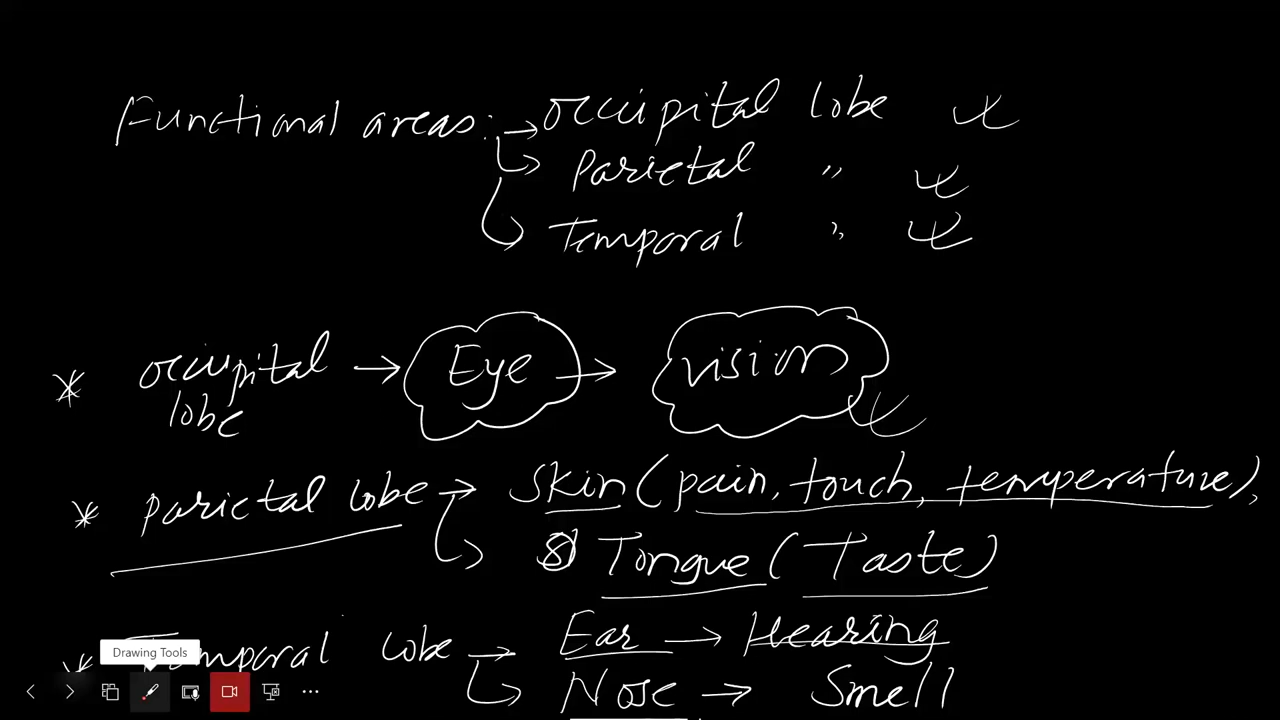 Functional areas: → occipital lobe
Parietal "
Temporal "
* occipital lobe → Eye → vision
* parietal lobe → Skin (pain, touch, temperature),
Tongue (Taste)
* Temporal lobe → Ear → Hearing
Nose → Smell
Drawing Tools